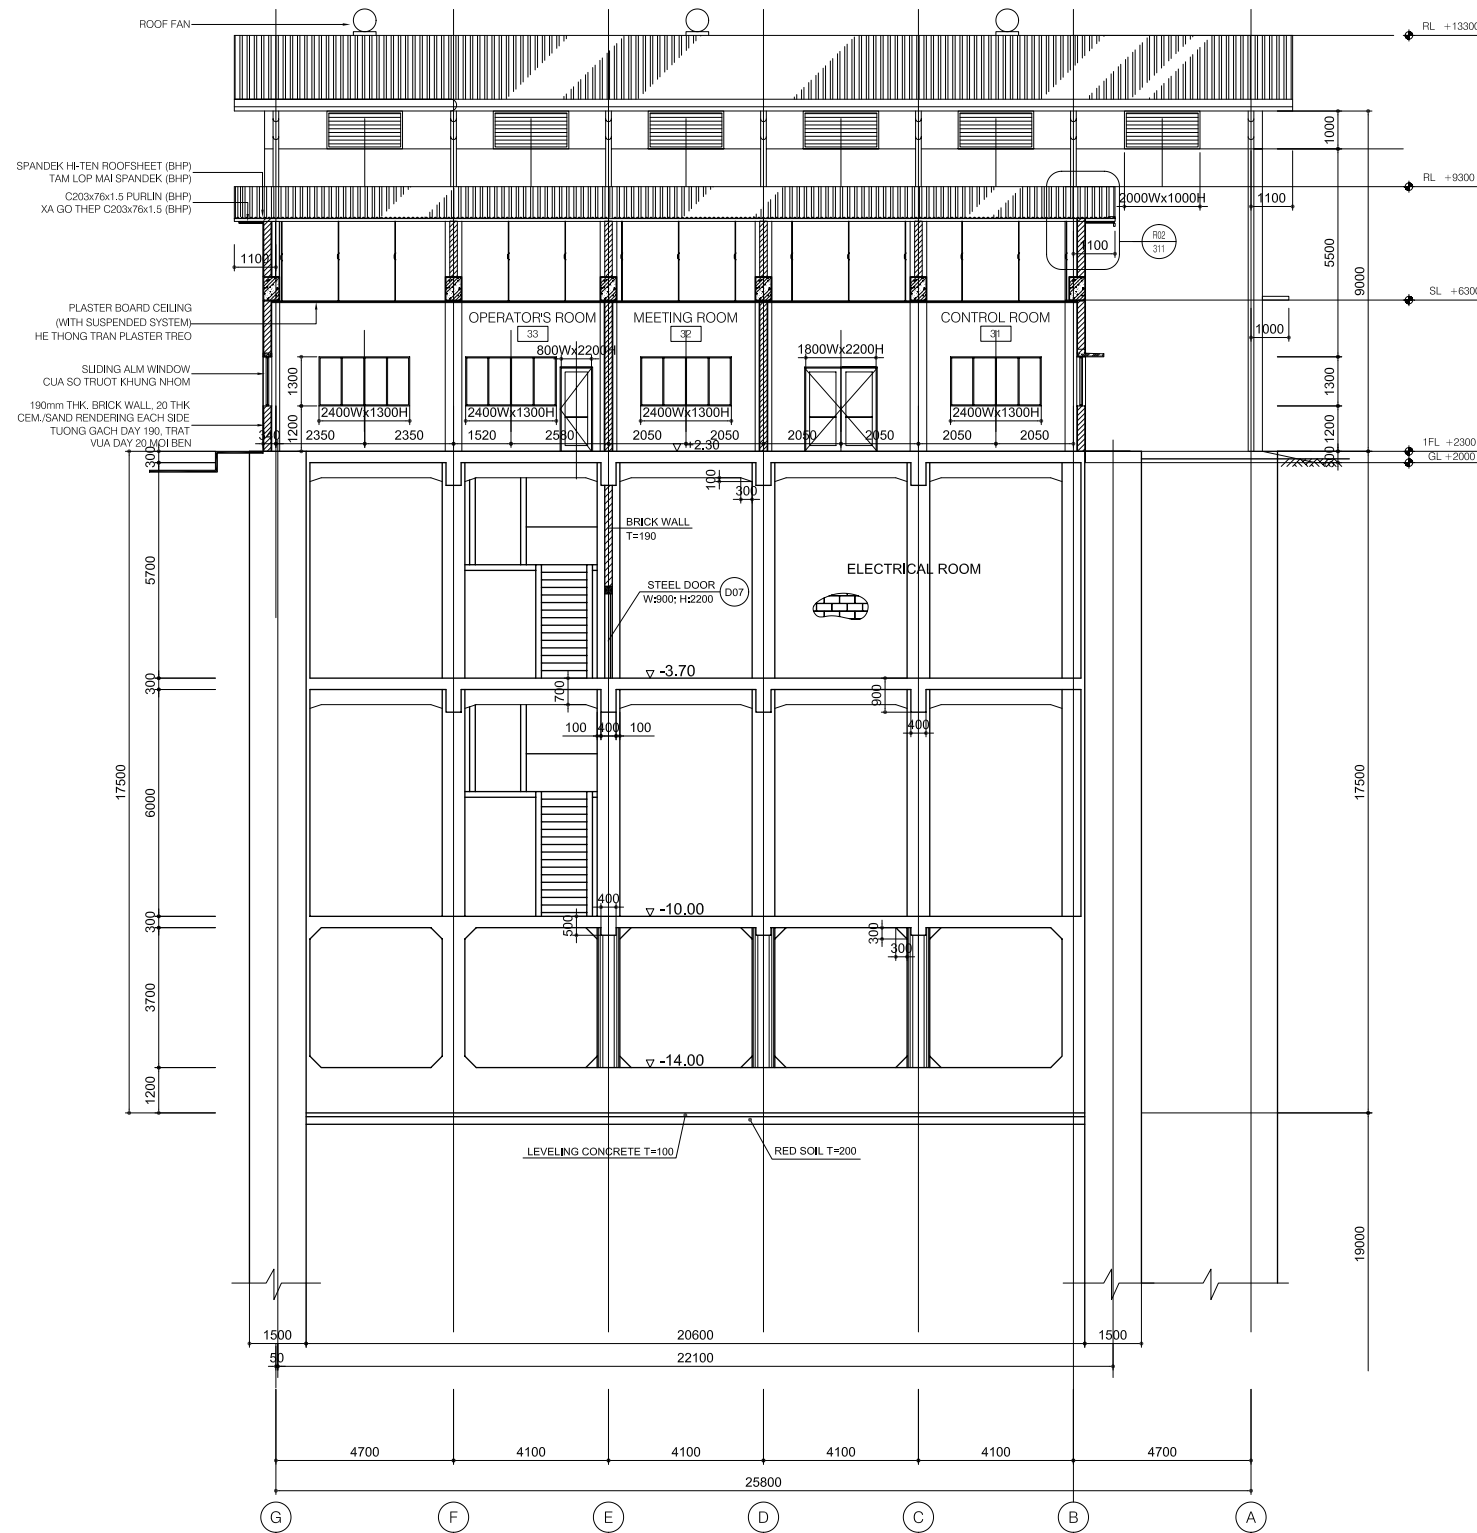 ROOF FAN
RL +13300
1000
SPANDEK HI-TEN ROOFSHEET (BHP)
TAM LOP MAI SPANDEK (BHP)
C203x76x1.5 PURLIN (BHP)
XA GO THEP C203x76x1.5 (BHP)
RL +9300
2000Wx1000H
1100
1100
1100
R02
311
5500
9000
PLASTER BOARD CEILING
(WITH SUSPENDED SYSTEM)
HE THONG TRAN PLASTER TREO
SL +6300
OPERATOR'S ROOM
33
MEETING ROOM
32
CONTROL ROOM
31
1000
800Wx2200H
1800Wx2200H
SLIDING ALM WINDOW
CUA SO TRUOT KHUNG NHOM
1300
1300
190mm THK. BRICK WALL, 20 THK
CEM./SAND RENDERING EACH SIDE
TUONG GACH DAY 190, TRAT
VUA DAY 20 MOI BEN
2400Wx1300H
2400Wx1300H
2400Wx1300H
2400Wx1300H
1200
1200
340
2350
2350
1520
2580
2050
2050
2050
2050
2050
2050
+2.30
1FL +2300
GL +2000
300
300
100
300
BRICK WALL
T=190
5700
ELECTRICAL ROOM
STEEL DOOR
W:900; H:2200
D07
-3.70
300
700
900
100
400
100
400
17500
6000
17500
400
-10.00
300
500
300
300
3700
-14.00
1200
LEVELING CONCRETE T=100
RED SOIL T=200
19000
1500
20600
1500
50
22100
4700
4100
4100
4100
4100
4700
25800
G
F
E
D
C
B
A